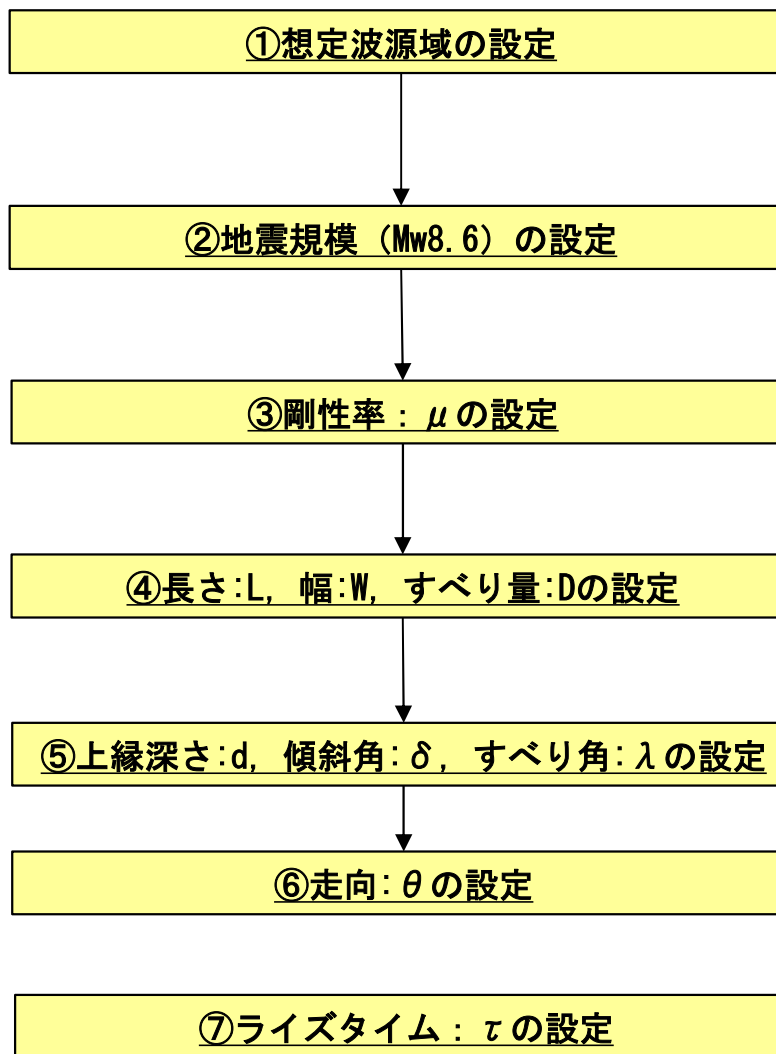 ①想定波源域の設定
②地震規模（Mw8.6）の設定
③剛性率：μの設定
④長さ:L，幅:W，すべり量:Dの設定
⑤上縁深さ:d，傾斜角:δ，すべり角:λの設定
⑥走向:θの設定
⑦ライズタイム：τの設定